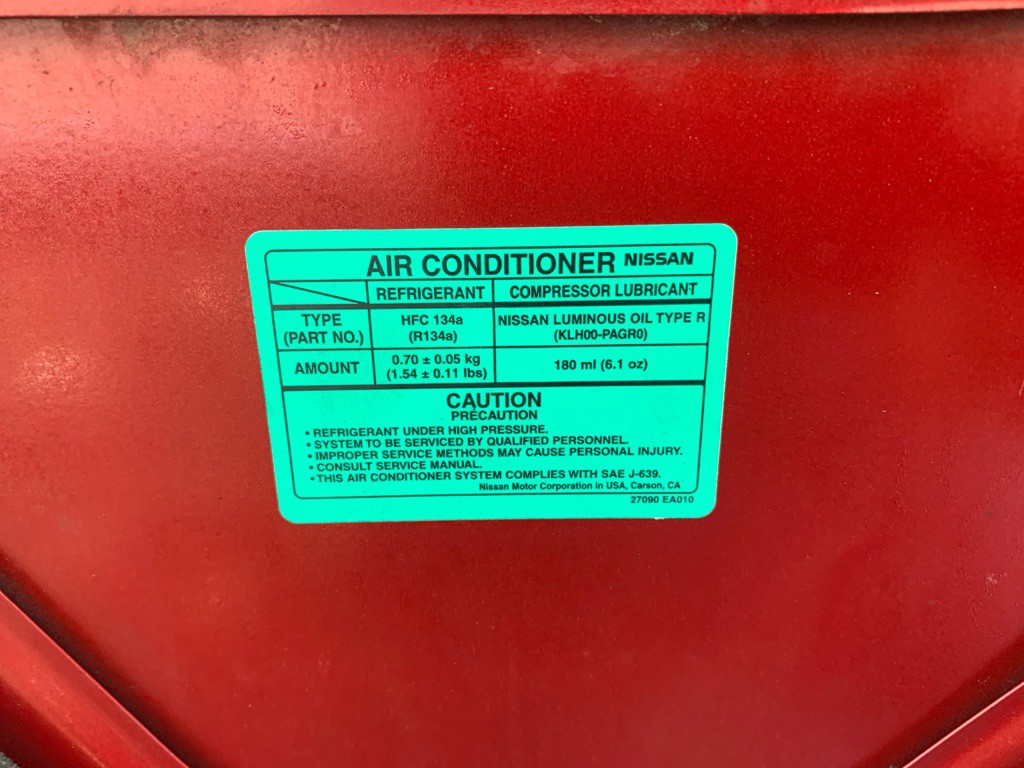 AIR CONDITIONER NISSAN
REFRIGERANT COMPRESSOR LUBRICANT
TYPE (PART NO.) HFC 134a (R134a) NISSAN LUMINOUS OIL TYPE R (KLH00-PAGR0)
AMOUNT 0.70 ± 0.05 kg (1.54 ± 0.11 lbs) 180 ml (6.1 oz)
CAUTION
PRÉCAUTION
• REFRIGERANT UNDER HIGH PRESSURE.
• SYSTEM TO BE SERVICED BY QUALIFIED PERSONNEL.
• IMPROPER SERVICE METHODS MAY CAUSE PERSONAL INJURY.
• CONSULT SERVICE MANUAL.
• THIS AIR CONDITIONER SYSTEM COMPLIES WITH SAE J-639.
Nissan Motor Corporation in USA, Carson, CA
27090 EA010